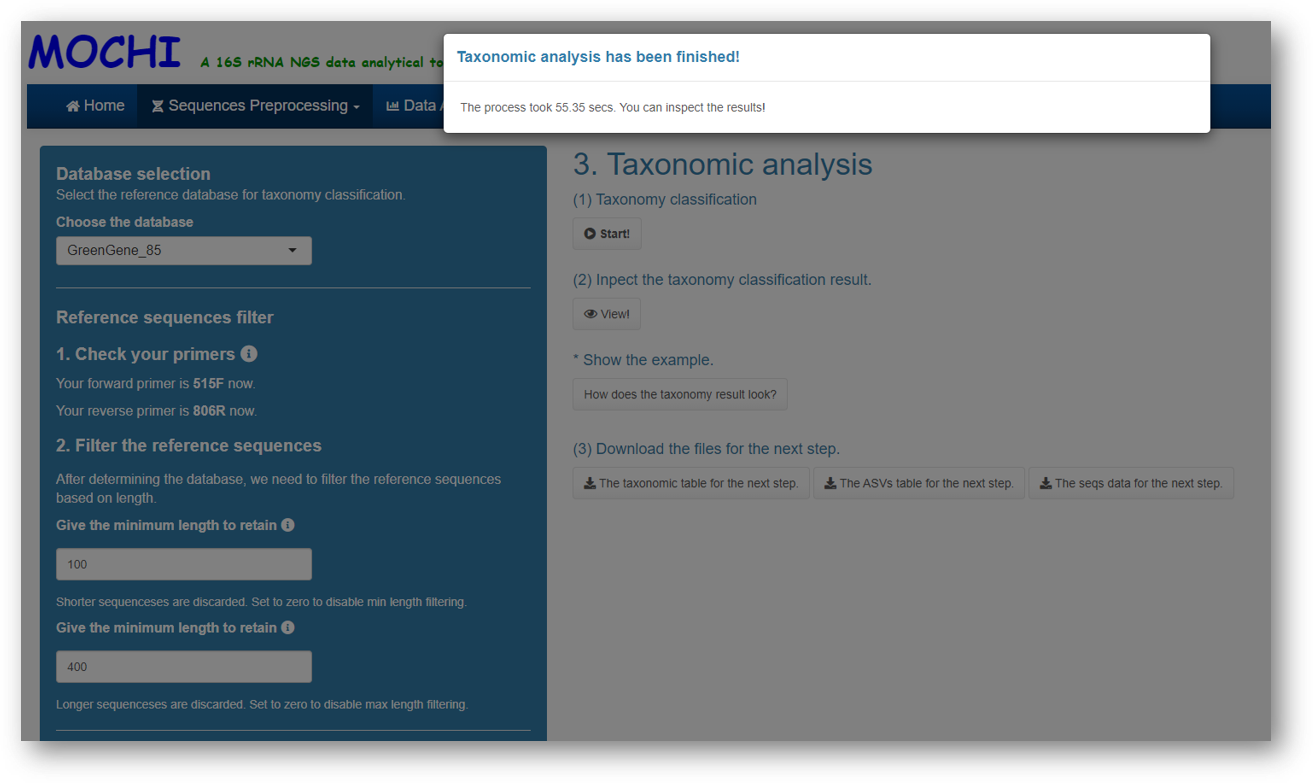 MOCHI A 16S rRNA NGS data analytical to
Taxonomic analysis has been finished!
The process took 55.35 secs. You can inspect the results!
Home Sequences Preprocessing Data
Database selection
Select the reference database for taxonomy classification.
Choose the database
GreenGene_85
Reference sequences filter
1. Check your primers
Your forward primer is 515F now.
Your reverse primer is 806R now.
2. Filter the reference sequences
After determining the database, we need to filter the reference sequences
based on length.
Give the minimum length to retain
100
Shorter sequenceses are discarded. Set to zero to disable min length filtering.
Give the minimum length to retain
400
Longer sequenceses are discarded. Set to zero to disable max length filtering.
3. Taxonomic analysis
(1) Taxonomy classification
Start!
(2) Inpect the taxonomy classification result.
View!
* Show the example.
How does the taxonomy result look?
(3) Download the files for the next step.
The taxonomic table for the next step. The ASVs table for the next step. The seqs data for the next step.